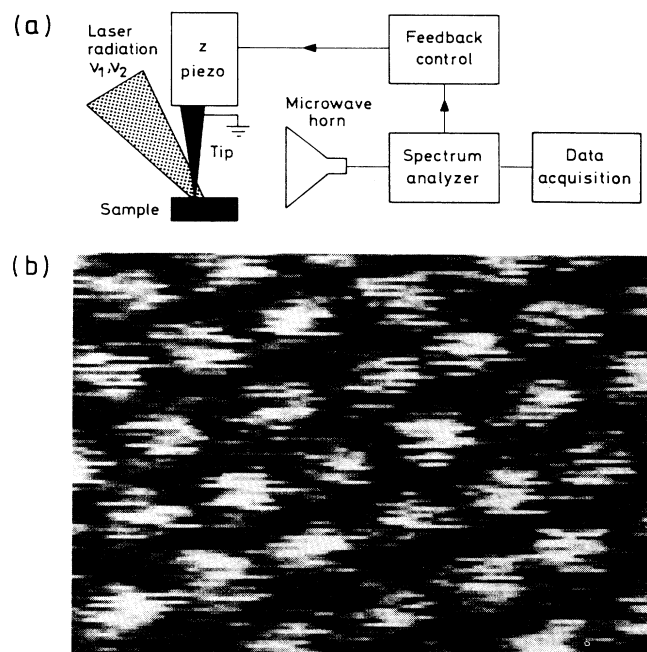 (a)
Laser
radiation
ν₁,ν₂
z
piezo
Feedback
control
Microwave
horn
Tip
Spectrum
analyzer
Data
acquisition
Sample
(b)